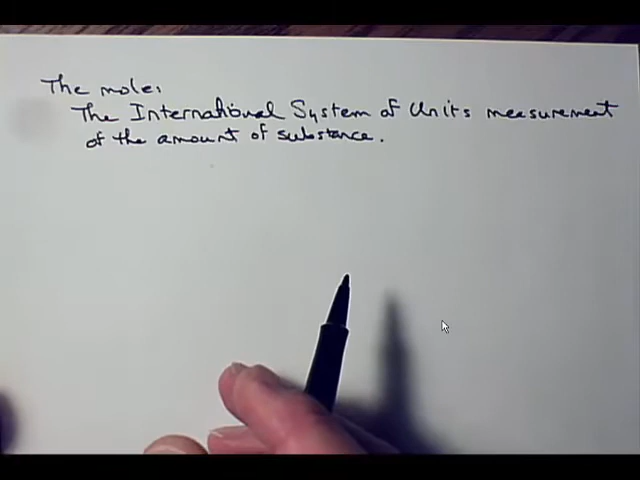 The mole:
The International System of Units measurement
of the amount of substance.